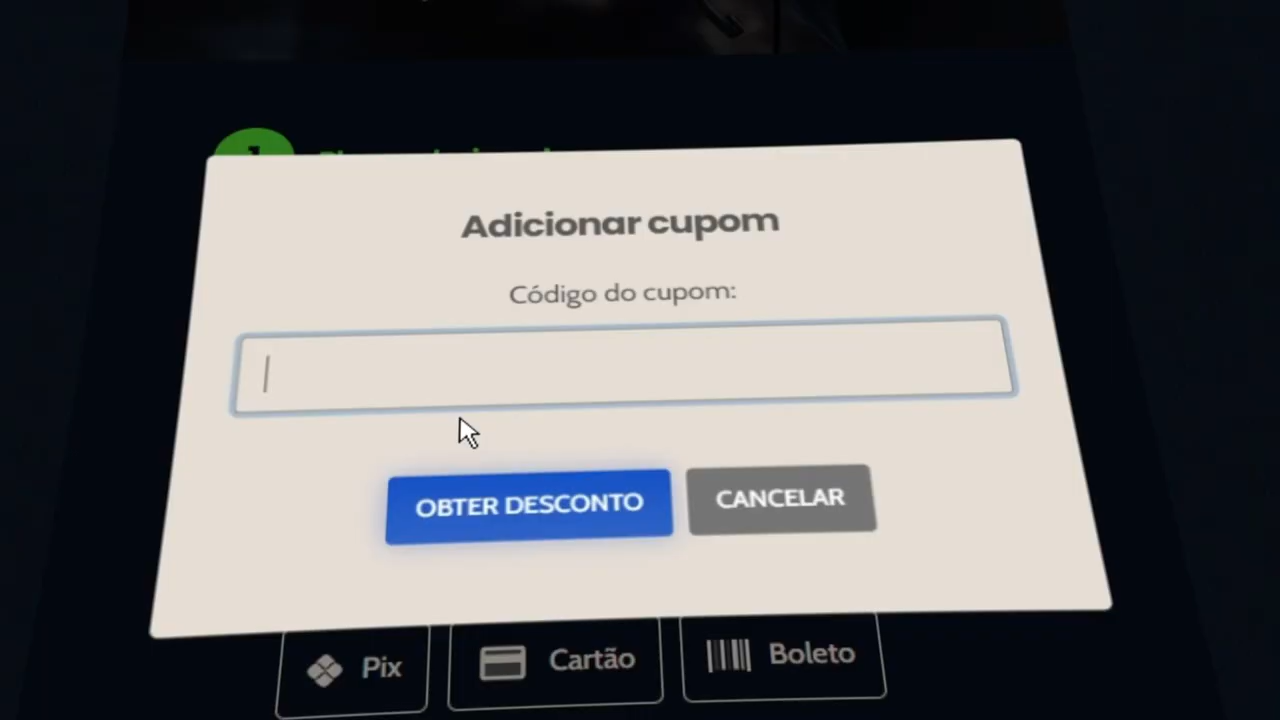 Adicionar cupom
Código do cupom:
OBTER DESCONTO
CANCELAR
Pix
Cartão
Boleto